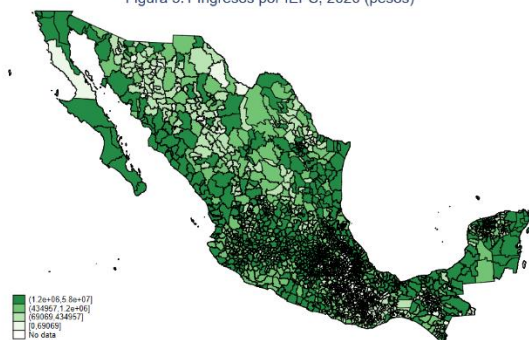 Figura 3.4 Ingresos por IEPS, 2020 (pesos)
(1.2e+06,5.8e+07]
(434957,1.2e+06]
(69069,434957]
[0,69069]
No data